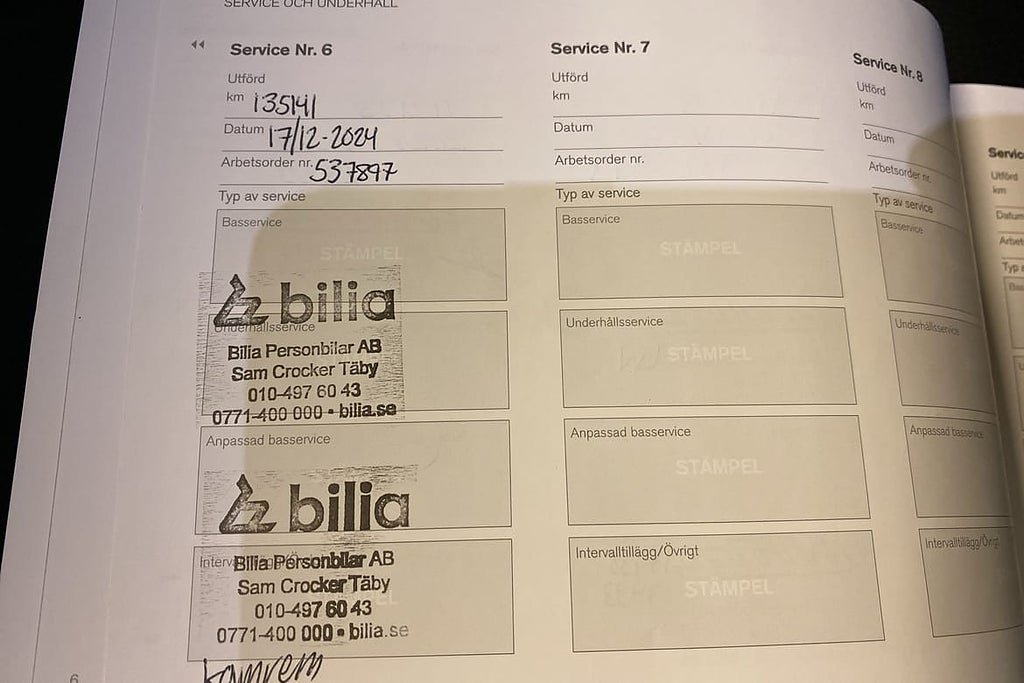 SERVICE OCH UNDERHÅLL
Service Nr. 6
Utförd
km 135141
Datum 17/12-2024
Arbetsorder nr. 537897
Typ av service
Basservice
STÄMPEL
bilia
Underhållsservice
Bilia Personbilar AB
Sam Crocker Täby
010-497 60 43
0771-400 000 • bilia.se
Anpassad basservice
bilia
Bilia Personbilar AB
Sam Crocker Täby
010-497 60 43
0771-400 000 • bilia.se
kamrem
6
Service Nr. 7
Utförd
km
Datum
Arbetsorder nr.
Typ av service
Basservice
STÄMPEL
Underhållsservice
STÄMPEL
Anpassad basservice
STÄMPEL
Intervalltillägg/Övrigt
STÄMPEL
Service Nr. 8
Utförd
km
Datum
Arbetsorder nr.
Typ av service
Basservice
Underhållsservice
Anpassad basservice
Intervalltillägg/Övrigt
Service
Utförd
km
Datum